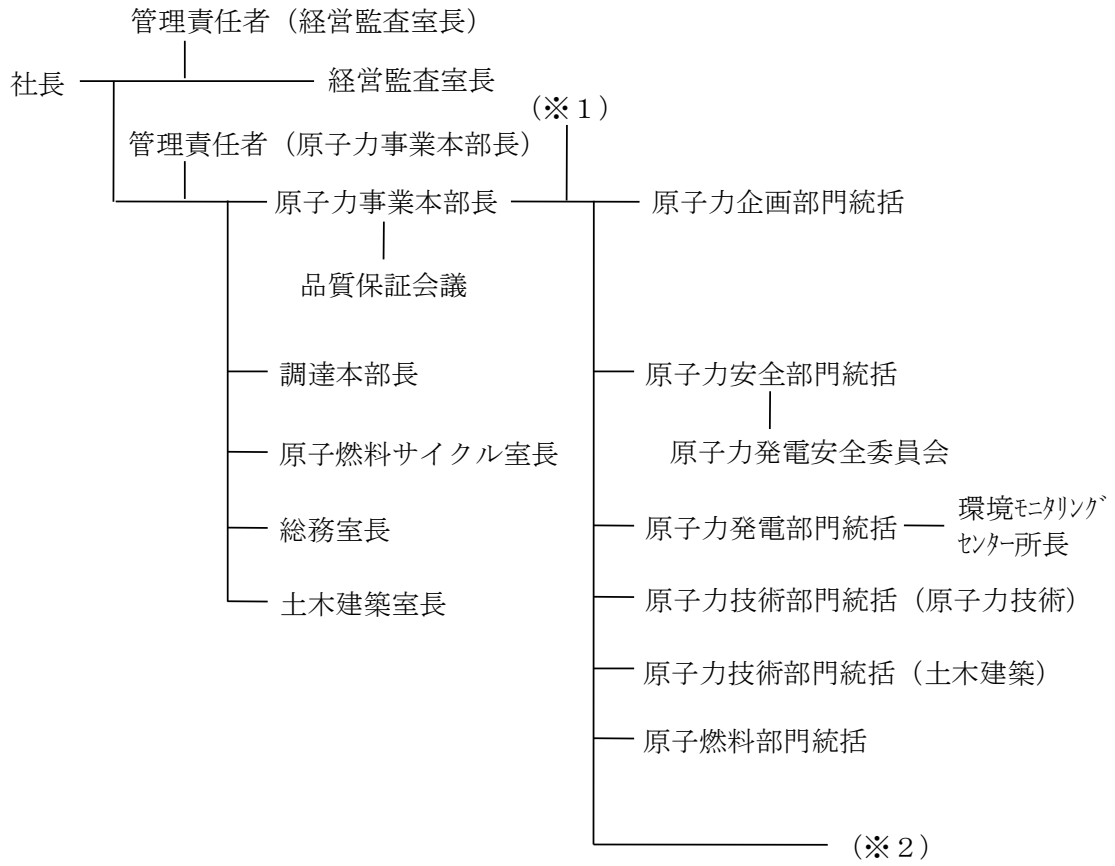 管理責任者（経営監査室長）
社長
経営監査室長
（※１）
管理責任者（原子力事業本部長）
原子力事業本部長
原子力企画部門統括
品質保証会議
調達本部長
原子力安全部門統括
原子燃料サイクル室長
原子力発電安全委員会
総務室長
原子力発電部門統括
環境ﾓﾆﾀﾘﾝｸﾞ
ｾﾝﾀｰ所長
土木建築室長
原子力技術部門統括（原子力技術）
原子力技術部門統括（土木建築）
原子燃料部門統括
（※２）